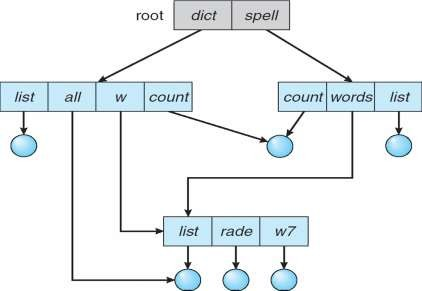 root dict spell
list all w count count words list
list rade w7